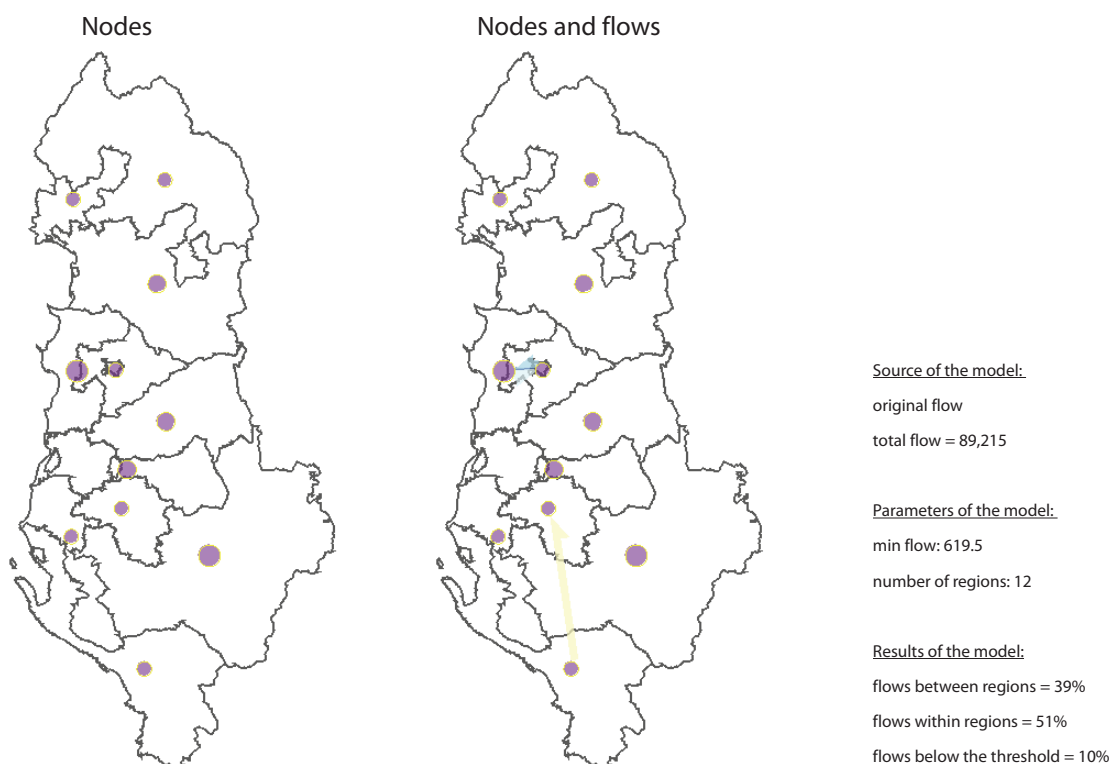 Nodes
Nodes and flows
Source of the model:
original flow
total flow = 89,215
Parameters of the model:
min flow: 619.5
number of regions: 12
Results of the model:
flows between regions = 39%
flows within regions = 51%
flows below the threshold = 10%